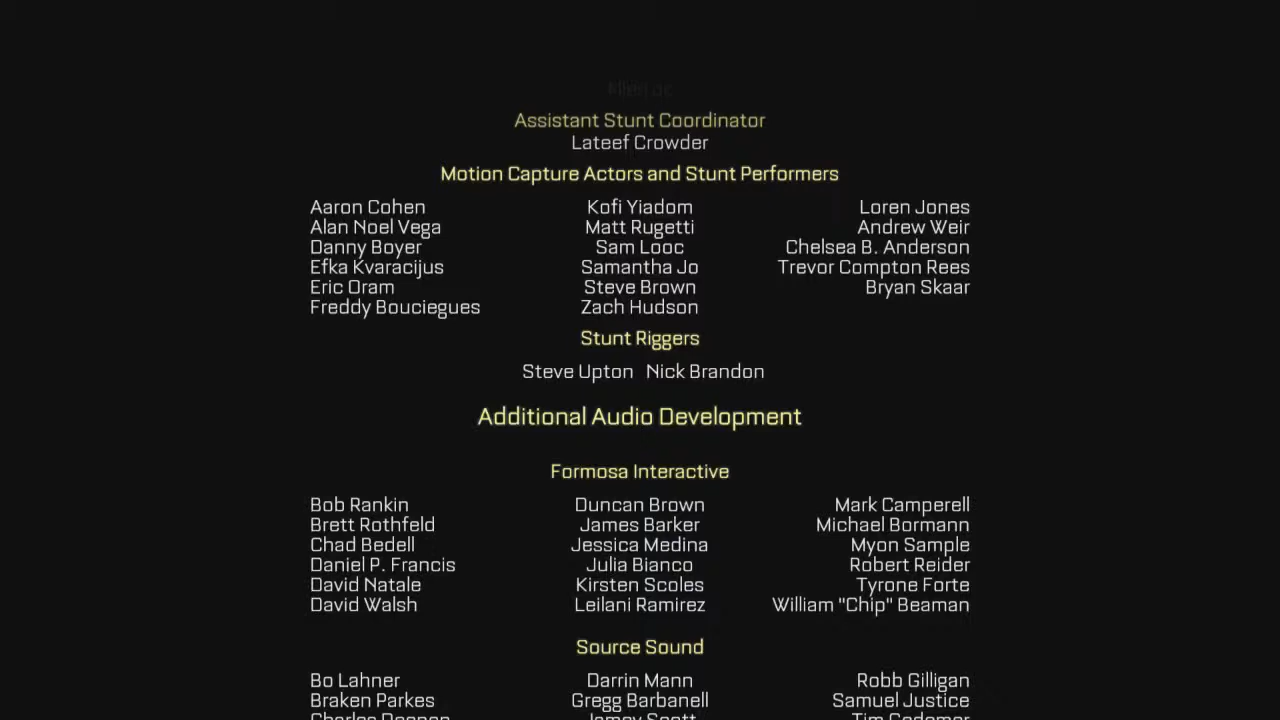 Assistant Stunt Coordinator
Lateef Crowder
Motion Capture Actors and Stunt Performers
Aaron Cohen Kofi Yiadom Loren Jones
Alan Noel Vega Matt Rugetti Andrew Weir
Danny Boyer Sam Looc Chelsea B. Anderson
Efka Kvaracijus Samantha Jo Trevor Compton Rees
Eric Oram Steve Brown Bryan Skaar
Freddy Bouciegues Zach Hudson
Stunt Riggers
Steve Upton Nick Brandon
Additional Audio Development
Formosa Interactive
Bob Rankin Duncan Brown Mark Camperell
Brett Rothfeld James Barker Michael Bormann
Chad Bedell Jessica Medina Myon Sample
Daniel P. Francis Julia Bianco Robert Reider
David Natale Kirsten Scoles Tyrone Forte
David Walsh Leilani Ramirez William "Chip" Beaman
Source Sound
Bo Lahner Darrin Mann Robb Gilligan
Braken Parkes Gregg Barbanell Samuel Justice